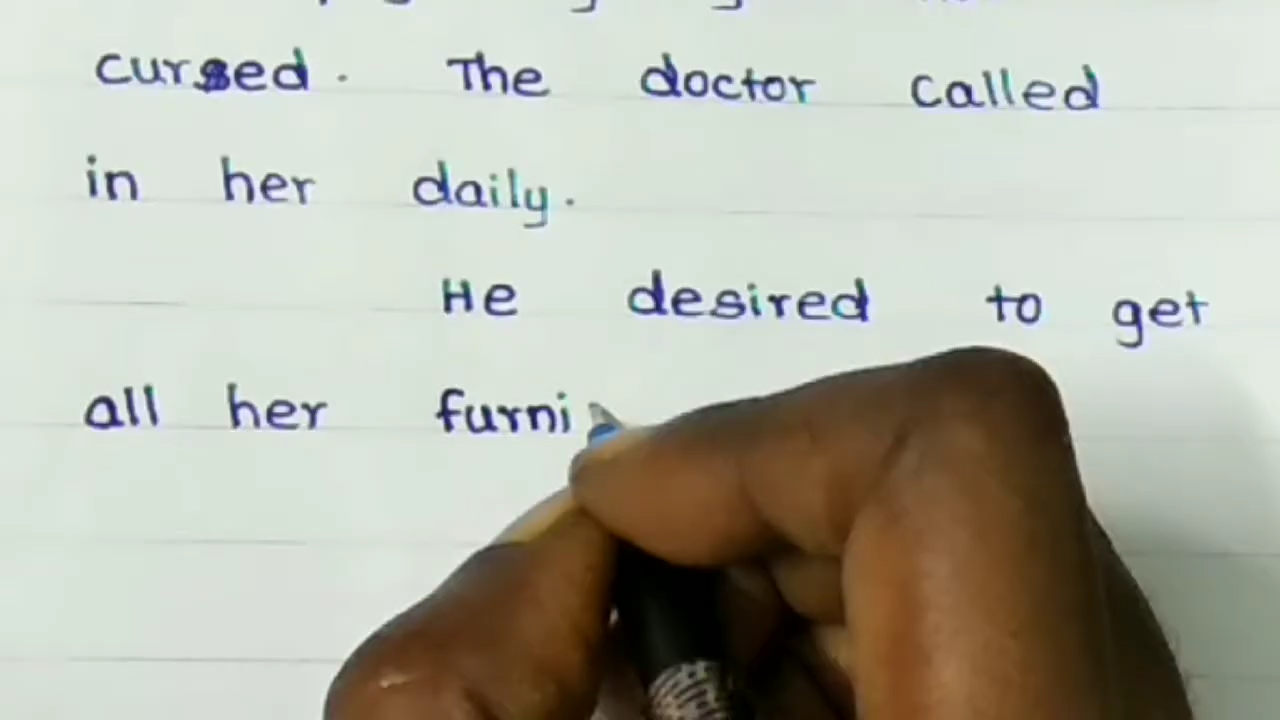 cursed. The doctor called
in her daily.
He desired to get
all her furni